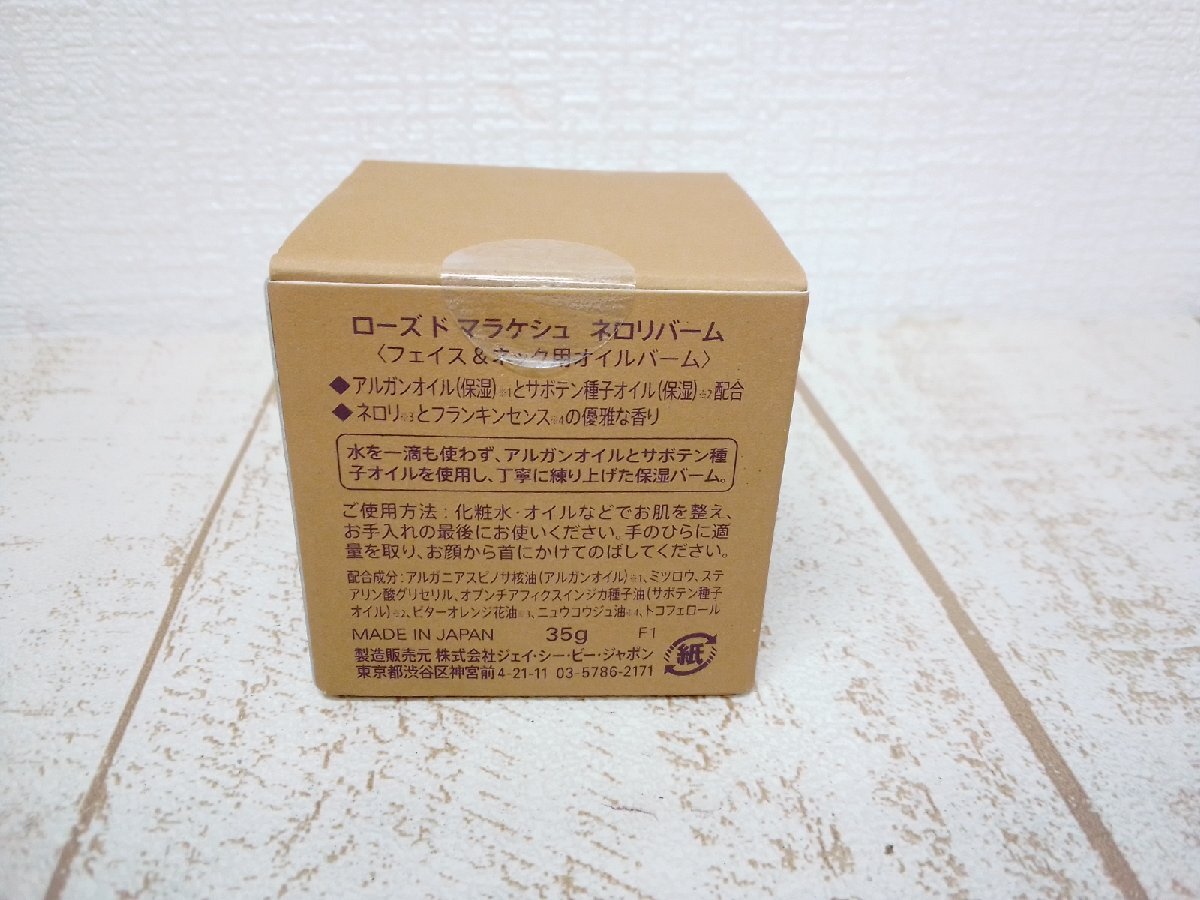 ローズ ド マラケシュ ネロリバーム
〈フェイス&ネック用オイルバーム〉
◆アルガンオイル(保湿)※1とサボテン種子オイル(保湿)※2配合
◆ネロリ※3とフランキンセンス※4の優雅な香り
水を一滴も使わず、アルガンオイルとサボテン種
子オイルを使用し、丁寧に練り上げた保湿バーム。
ご使用方法:化粧水・オイルなどでお肌を整え、
お手入れの最後にお使いください。手のひらに適
量を取り、お顔から首にかけてのばしてください。
配合成分:アルガニアスピノサ核油(アルガンオイル)※1、ミツロウ、ステ
アリン酸グリセリル、オプンチアフィクスインジカ種子油(サボテン種子
オイル)※2、ビターオレンジ花油※3、ニュウコウジュ油※4、トコフェロール
MADE IN JAPAN 35g F1
製造販売元 株式会社ジェイ・シー・ビー・ジャポン
東京都渋谷区神宮前4-21-11 03-5786-2171
紙